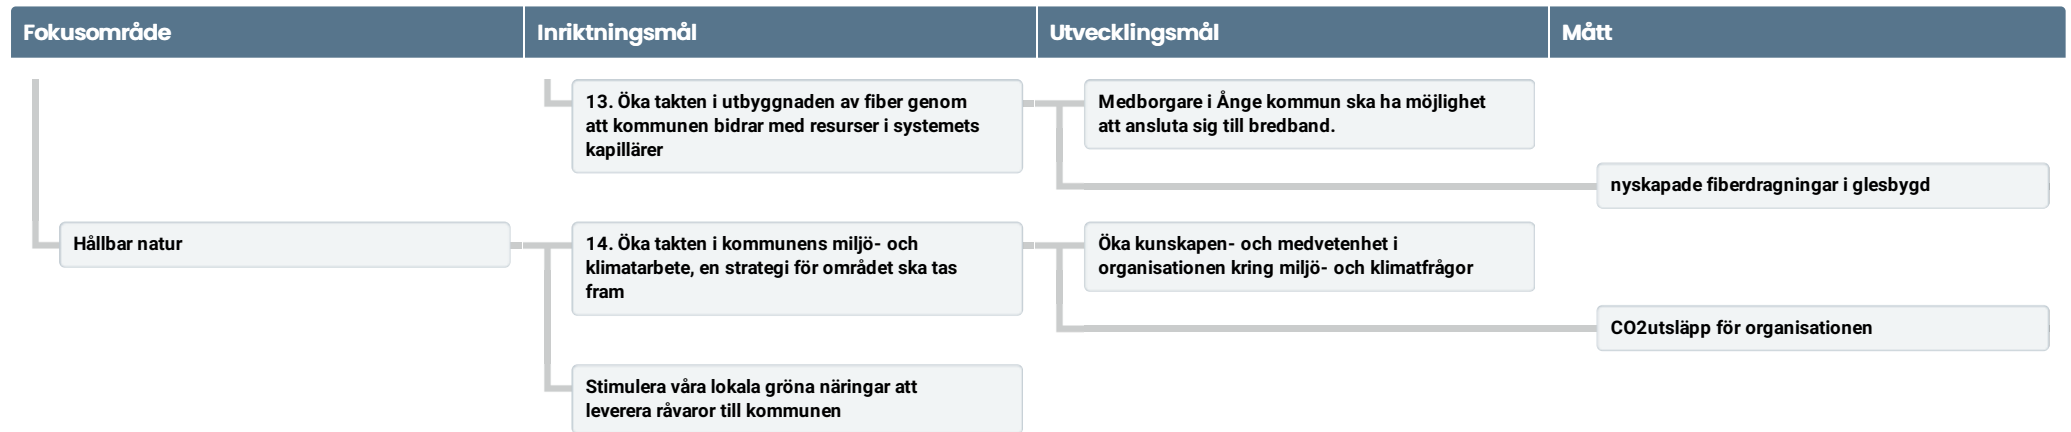 Fokusområde
Inriktningsmål
Utvecklingsmål
Mått
13. Öka takten i utbyggnaden av fiber genom
att kommunen bidrar med resurser i systemets
kapillärer
Medborgare i Ånge kommun ska ha möjlighet
att ansluta sig till bredband.
nyskapade fiberdragningar i glesbygd
Hållbar natur
14. Öka takten i kommunens miljö- och
klimatarbete, en strategi för området ska tas
fram
Öka kunskapen- och medvetenhet i
organisationen kring miljö- och klimatfrågor
CO2utsläpp för organisationen
Stimulera våra lokala gröna näringar att
leverera råvaror till kommunen